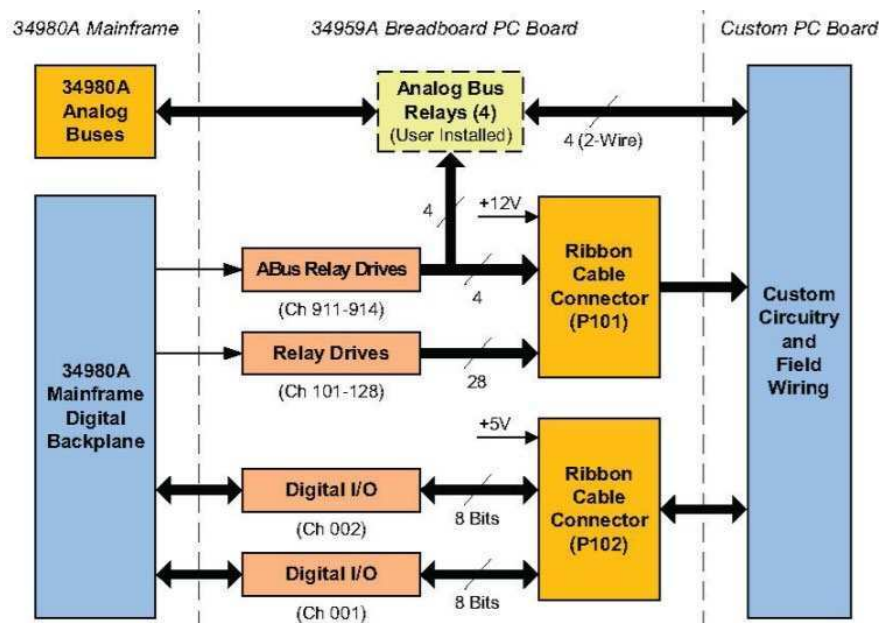 34980A Mainframe
34959A Breadboard PC Board
Custom PC Board
34980A
Analog
Buses
Analog Bus
Relays (4)
(User Installed)
4 (2-Wire)
4
+12V
ABus Relay Drives
(Ch 911-914)
4
Relay Drives
(Ch 101-128)
28
Ribbon
Cable
Connector
(P101)
Custom
Circuitry
and
Field
Wiring
34980A
Mainframe
Digital
Backplane
+5V
Digital I/O
(Ch 002)
8 Bits
Digital I/O
(Ch 001)
8 Bits
Ribbon
Cable
Connector
(P102)